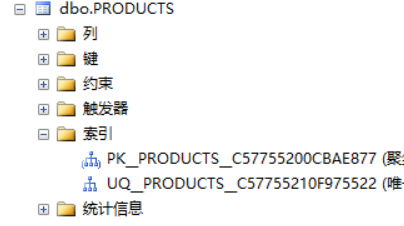 dbo.PRODUCTS
列
键
约束
触发器
索引
PK__PRODUCTS__C57755200CBAE877 (聚
UQ__PRODUCTS__C57755210F975522 (唯
统计信息